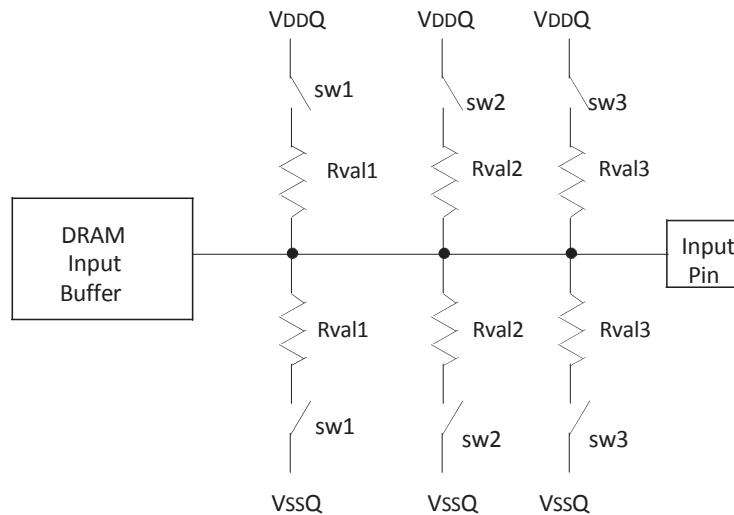 VDDQ VDDQ VDDQ
sw1 sw2 sw3
Rval1 Rval2 Rval3
DRAM
Input
Buffer
Input
Pin
Rval1 Rval2 Rval3
sw1 sw2 sw3
VSSQ VSSQ VSSQ